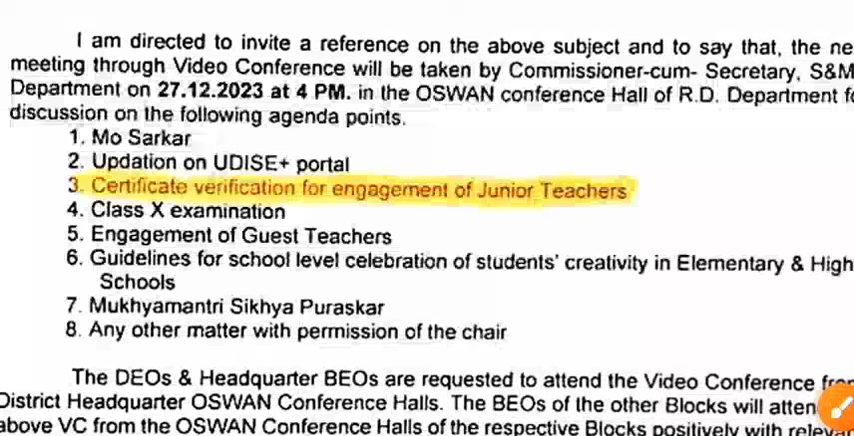 I am directed to invite a reference on the above subject and to say that, the ne
meeting through Video Conference will be taken by Commissioner-cum- Secretary, S&M
Department on 27.12.2023 at 4 PM. in the OSWAN conference Hall of R.D. Department fo
discussion on the following agenda points.
1. Mo Sarkar
2. Updation on UDISE+ portal
3. Certificate verification for engagement of Junior Teachers
4. Class X examination
5. Engagement of Guest Teachers
6. Guidelines for school level celebration of students' creativity in Elementary & High
Schools
7. Mukhyamantri Sikhya Puraskar
8. Any other matter with permission of the chair
The DEOs & Headquarter BEOs are requested to attend the Video Conference from
District Headquarter OSWAN Conference Halls. The BEOs of the other Blocks will atten
above VC from the OSWAN Conference Halls of the respective Blocks positively with relevan